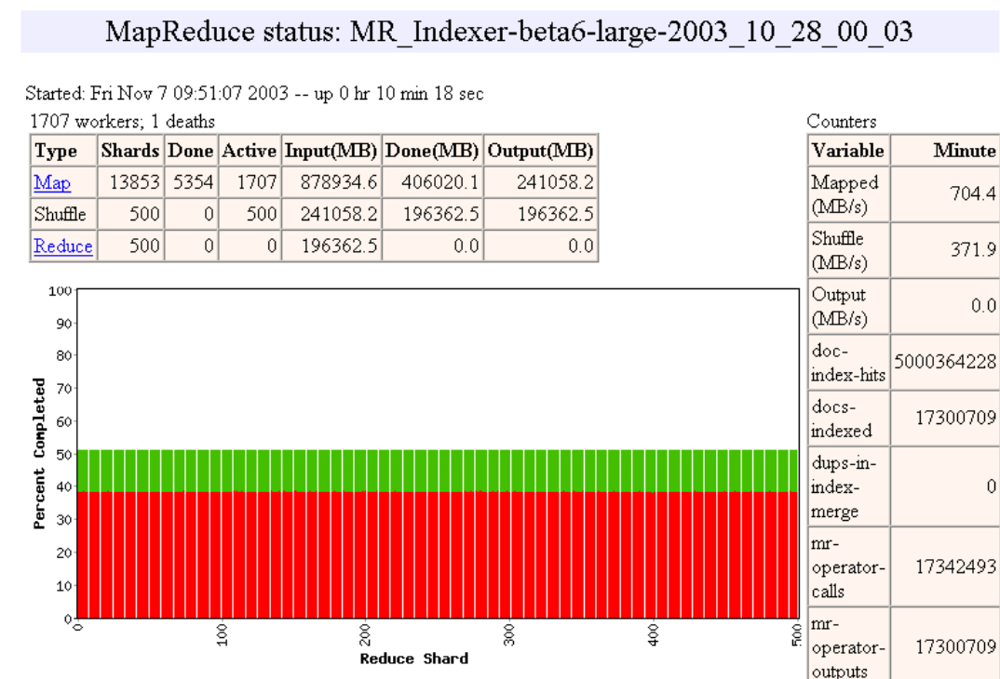 MapReduce status: MR_Indexer-beta6-large-2003_10_28_00_03
Started: Fri Nov 7 09:51:07 2003 -- up 0 hr 10 min 18 sec
1707 workers; 1 deaths
Type Shards Done Active Input(MB) Done(MB) Output(MB)
Map 13853 5354 1707 878934.6 406020.1 241058.2
Shuffle 500 0 500 241058.2 196362.5 196362.5
Reduce 500 0 0 196362.5 0.0 0.0
Counters
Variable Minute
Mapped
(MB/s) 704.4
Shuffle
(MB/s) 371.9
Output
(MB/s) 0.0
doc-
index-hits 5000364228
docs-
indexed 17300709
dups-in-
index-
merge 0
mr-
operator-
calls 17342493
mr-
operator-
outputs 17300709
Percent Completed
100
90
80
70
60
50
40
30
20
10
0
0 100 200 300 400 500
Reduce Shard